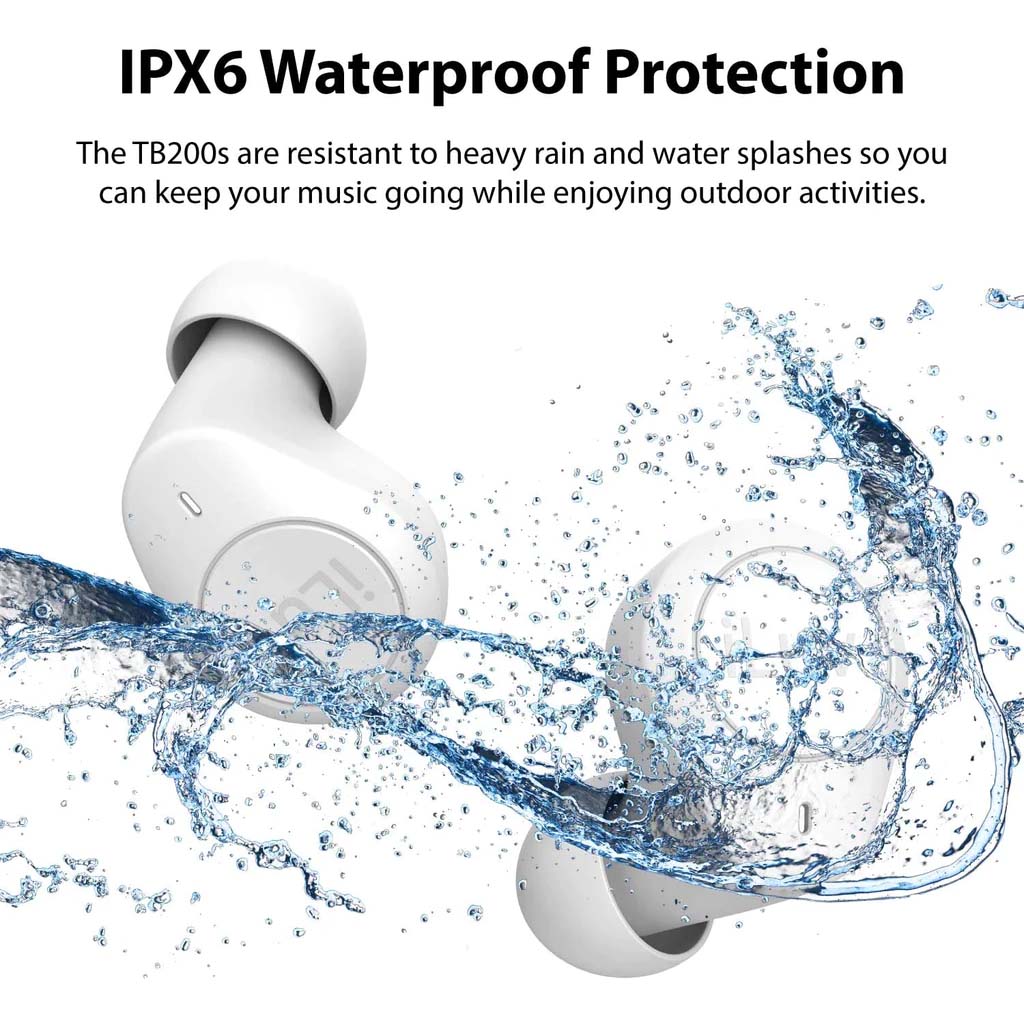 IPX6 Waterproof Protection
The TB200s are resistant to heavy rain and water splashes so you
can keep your music going while enjoying outdoor activities.
iLuv